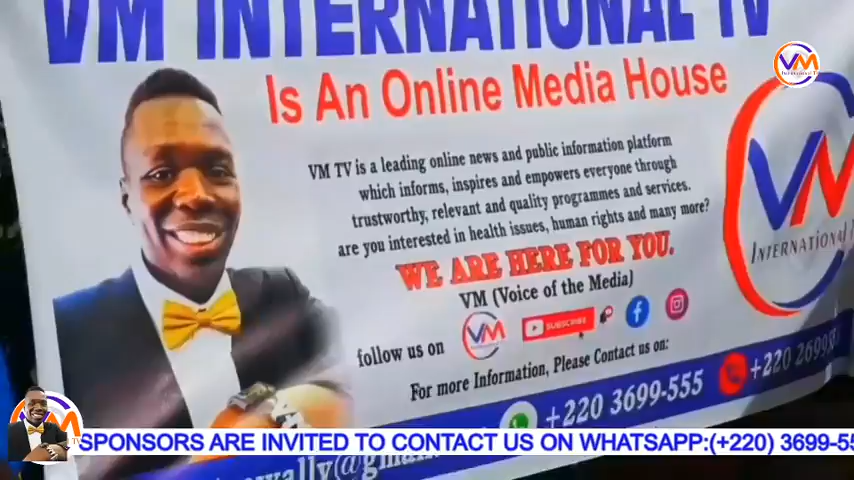 VM INTERNATIONAL TV
Is An Online Media House
VM International TV
VM TV is a leading online news and public information platform
which informs, inspires and empowers everyone through
trustworthy, relevant and quality programmes and services.
are you interested in health issues, human rights and many more?
WE ARE HERE FOR YOU.
VM (Voice of the Media)
VM
INTERNATIONAL
follow us on
VM
SUBSCRIBE
For more Information, Please Contact us on:
+220 3699-555
+220 2699
SPONSORS ARE INVITED TO CONTACT US ON WHATSAPP:(+220) 3699-55